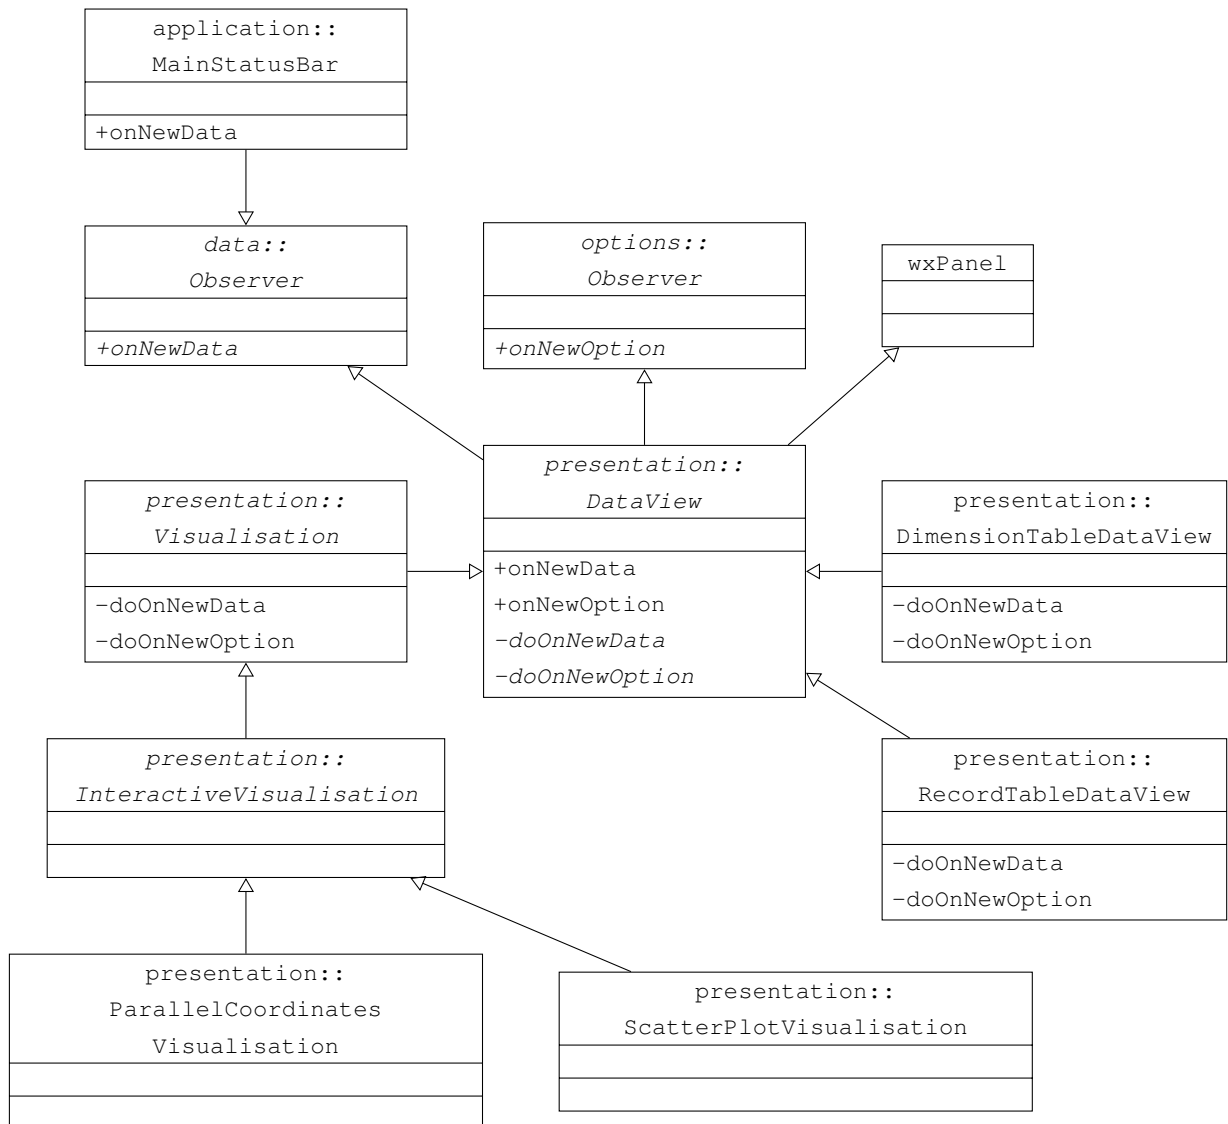 application::
MainStatusBar
+onNewData
data::
Observer
+onNewData
options::
Observer
+onNewOption
wxPanel
presentation::
DataView
+onNewData
+onNewOption
-doOnNewData
-doOnNewOption
presentation::
Visualisation
-doOnNewData
-doOnNewOption
presentation::
DimensionTableDataView
-doOnNewData
-doOnNewOption
presentation::
InteractiveVisualisation
presentation::
RecordTableDataView
-doOnNewData
-doOnNewOption
presentation::
ParallelCoordinates
Visualisation
presentation::
ScatterPlotVisualisation